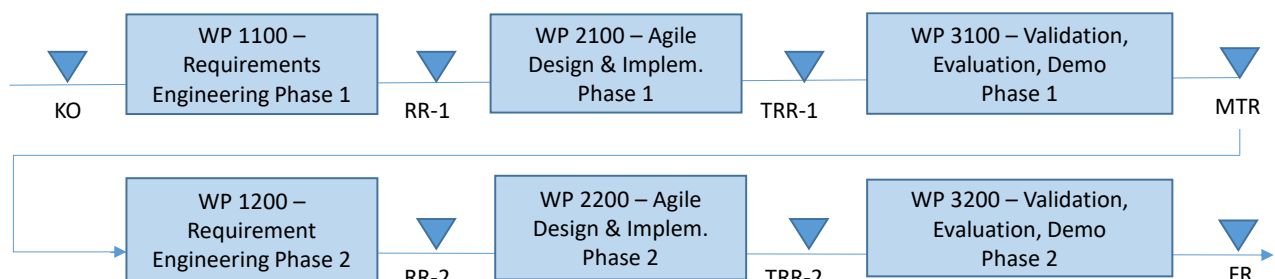 WP 1100 –
Requirements
Engineering Phase 1
WP 2100 – Agile
Design & Implem.
Phase 1
WP 3100 – Validation,
Evaluation, Demo
Phase 1
KO
RR-1
TRR-1
MTR
WP 1200 –
Requirement
Engineering Phase 2
WP 2200 – Agile
Design & Implem.
Phase 2
WP 3200 – Validation,
Evaluation, Demo
Phase 2
RR-2
TRR-2